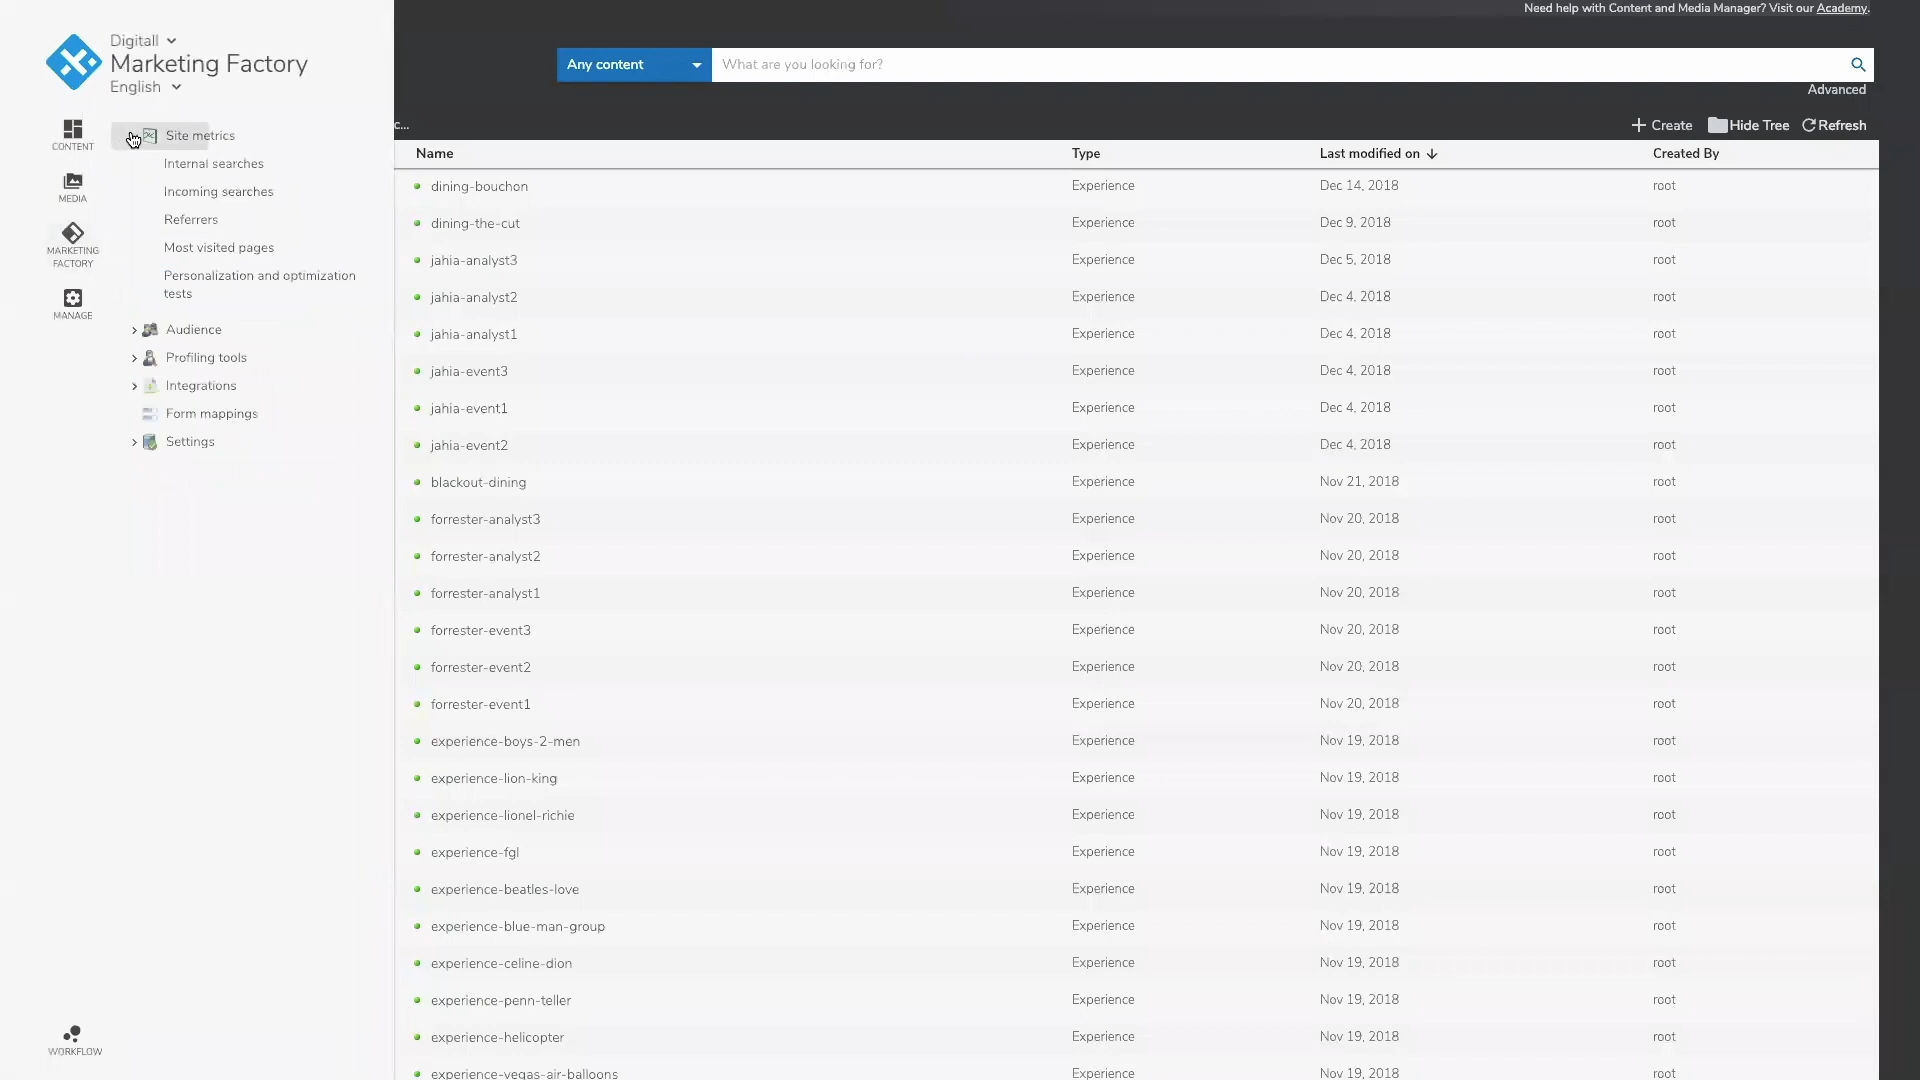 Need help with Content and Media Manager? Visit our Academy.
Digitall
Marketing Factory
English
Any content
What are you looking for?
Advanced
c...
Create
Hide Tree
Refresh
CONTENT
MEDIA
MARKETING
FACTORY
MANAGE
WORKFLOW
Site metrics
Internal searches
Incoming searches
Referrers
Most visited pages
Personalization and optimization
tests
Audience
Profiling tools
Integrations
Form mappings
Settings
Name Type Last modified on Created By
dining-bouchon Experience Dec 14, 2018 root
dining-the-cut Experience Dec 9, 2018 root
jahia-analyst3 Experience Dec 5, 2018 root
jahia-analyst2 Experience Dec 4, 2018 root
jahia-analyst1 Experience Dec 4, 2018 root
jahia-event3 Experience Dec 4, 2018 root
jahia-event1 Experience Dec 4, 2018 root
jahia-event2 Experience Dec 4, 2018 root
blackout-dining Experience Nov 21, 2018 root
forrester-analyst3 Experience Nov 20, 2018 root
forrester-analyst2 Experience Nov 20, 2018 root
forrester-analyst1 Experience Nov 20, 2018 root
forrester-event3 Experience Nov 20, 2018 root
forrester-event2 Experience Nov 20, 2018 root
forrester-event1 Experience Nov 20, 2018 root
experience-boys-2-men Experience Nov 19, 2018 root
experience-lion-king Experience Nov 19, 2018 root
experience-lionel-richie Experience Nov 19, 2018 root
experience-fgl Experience Nov 19, 2018 root
experience-beatles-love Experience Nov 19, 2018 root
experience-blue-man-group Experience Nov 19, 2018 root
experience-celine-dion Experience Nov 19, 2018 root
experience-penn-teller Experience Nov 19, 2018 root
experience-helicopter Experience Nov 19, 2018 root
experience-vegas-air-balloons Experience Nov 19, 2018 root